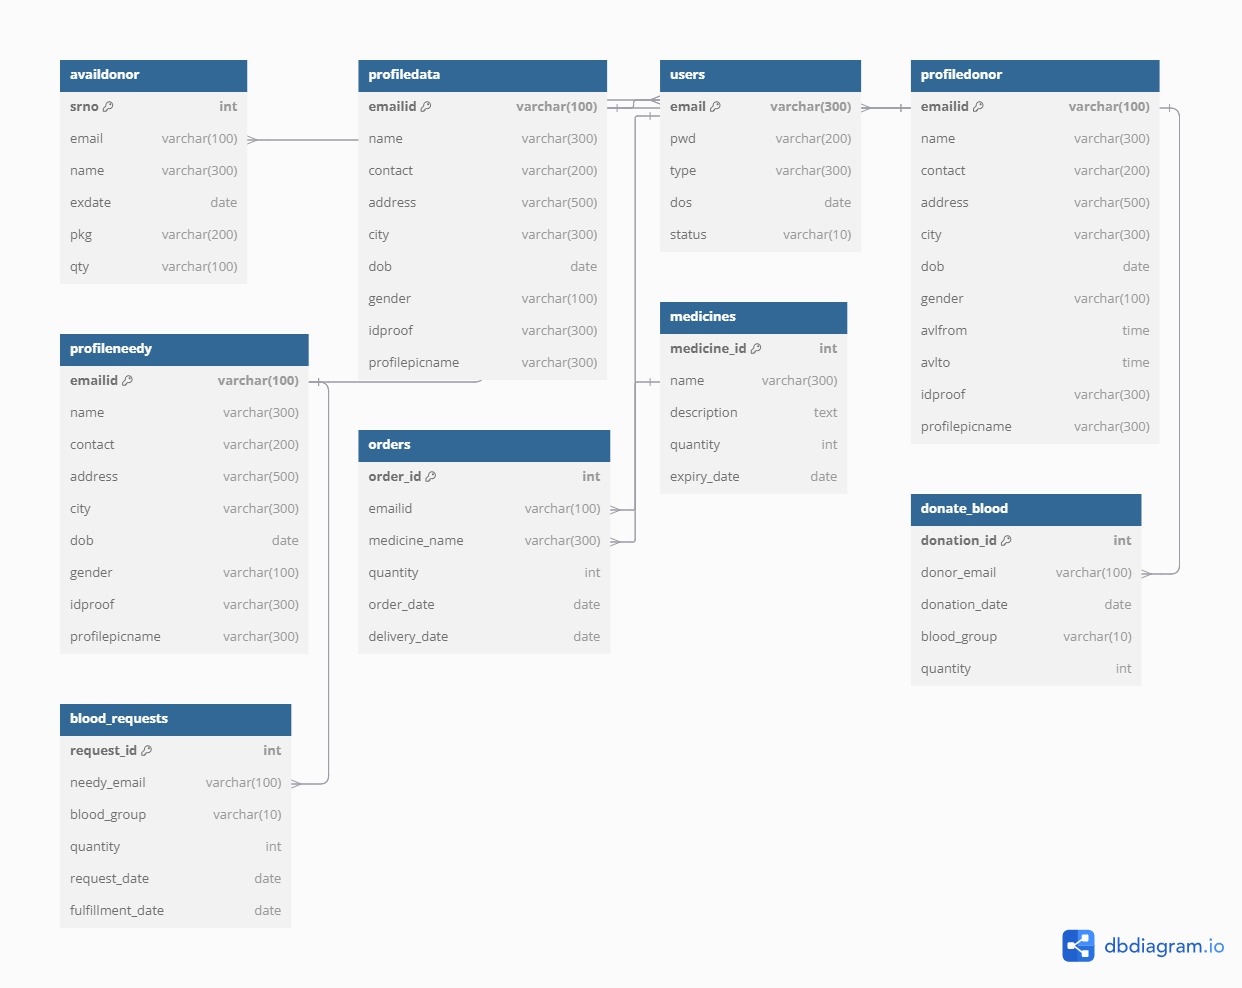 availdonor
srno int
email varchar(100)
name varchar(300)
exdate date
pkg varchar(200)
qty varchar(100)
profiledata
emailid varchar(100)
name varchar(300)
contact varchar(200)
address varchar(500)
city varchar(300)
dob date
gender varchar(100)
idproof varchar(300)
profilepicname varchar(300)
users
email varchar(300)
pwd varchar(200)
type varchar(300)
dos date
status varchar(10)
profiledonor
emailid varchar(100)
name varchar(300)
contact varchar(200)
address varchar(500)
city varchar(300)
dob date
gender varchar(100)
avlfrom time
avlto time
idproof varchar(300)
profilepicname varchar(300)
profileneedy
emailid varchar(100)
name varchar(300)
contact varchar(200)
address varchar(500)
city varchar(300)
dob date
gender varchar(100)
idproof varchar(300)
profilepicname varchar(300)
orders
order_id int
emailid varchar(100)
medicine_name varchar(300)
quantity int
order_date date
delivery_date date
medicines
medicine_id int
name varchar(300)
description text
quantity int
expiry_date date
donate_blood
donation_id int
donor_email varchar(100)
donation_date date
blood_group varchar(10)
quantity int
blood_requests
request_id int
needy_email varchar(100)
blood_group varchar(10)
quantity int
request_date date
fulfillment_date date
dbdiagram.io